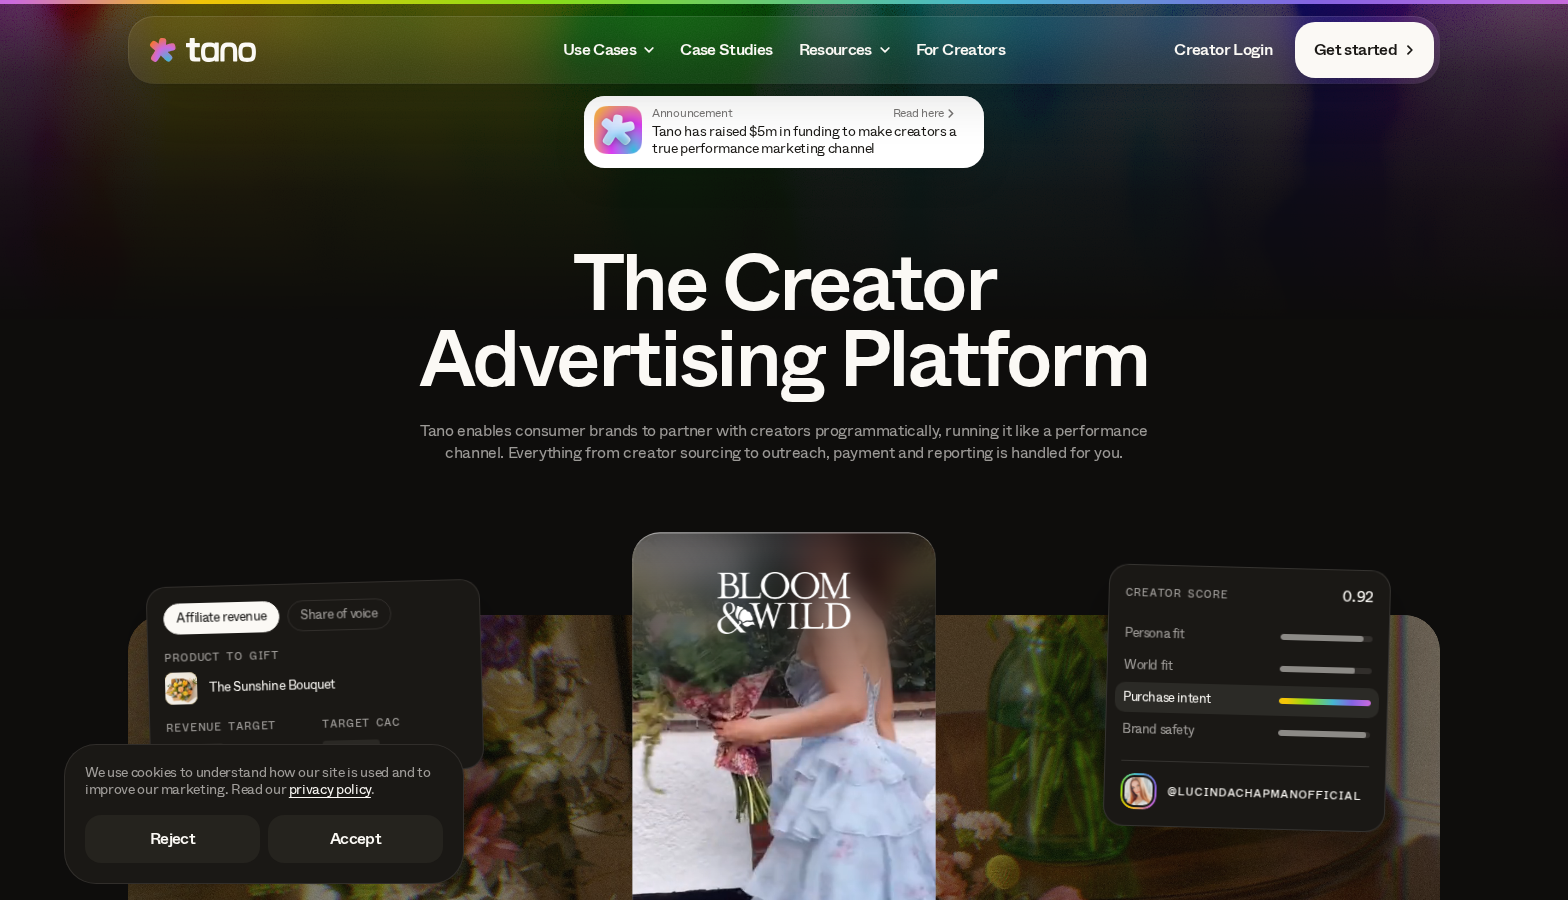 tano
Use Cases
Case Studies
Resources
For Creators
Creator Login
Get started
Announcement
Read here
Tano has raised $5m in funding to make creators a
true performance marketing channel
The Creator
Advertising Platform
Tano enables consumer brands to partner with creators programmatically, running it like a performance
channel. Everything from creator sourcing to outreach, payment and reporting is handled for you.
Affiliate revenue
Share of voice
PRODUCT TO GIFT
The Sunshine Bouquet
REVENUE TARGET
TARGET CAC
BLOOM
&WILD
CREATOR SCORE
0.92
Persona fit
World fit
Purchase intent
Brand safety
@LUCINDACHAPMANOFFICIAL
We use cookies to understand how our site is used and to
improve our marketing. Read our privacy policy.
Reject
Accept